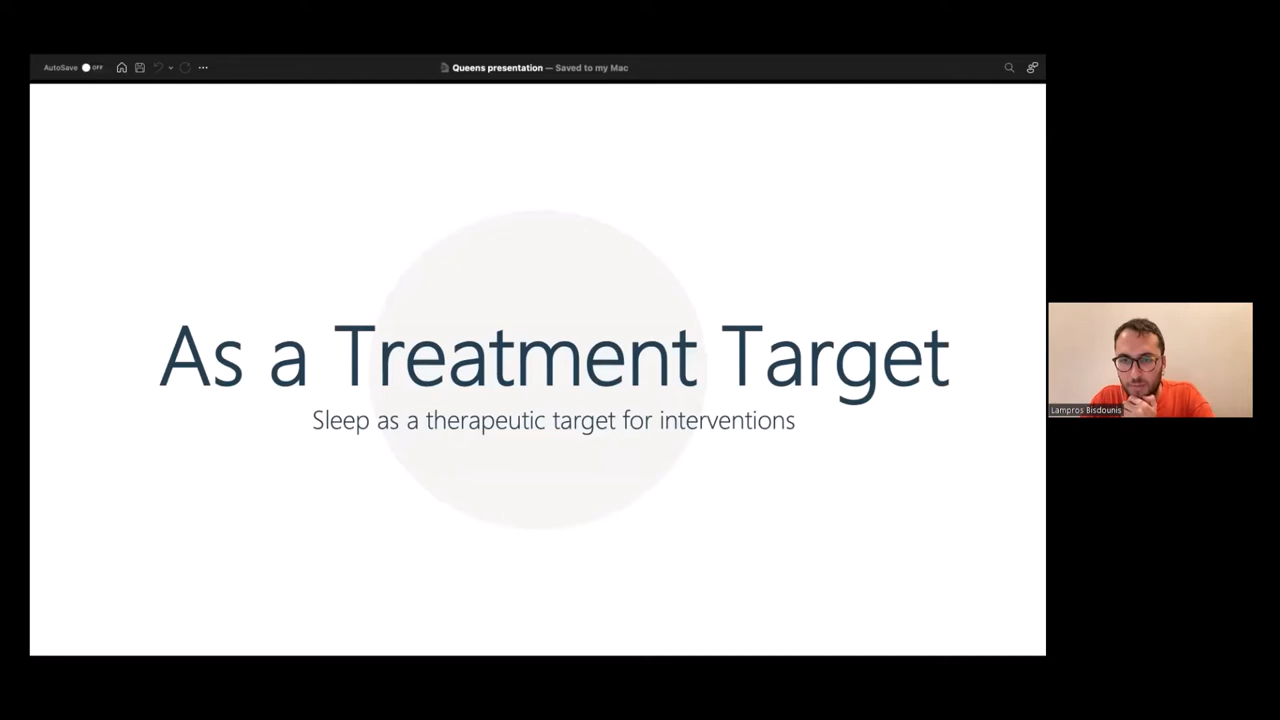 AutoSave OFF
Queens presentation — Saved to my Mac
As a Treatment Target
Sleep as a therapeutic target for interventions
Lampros Bisdounis